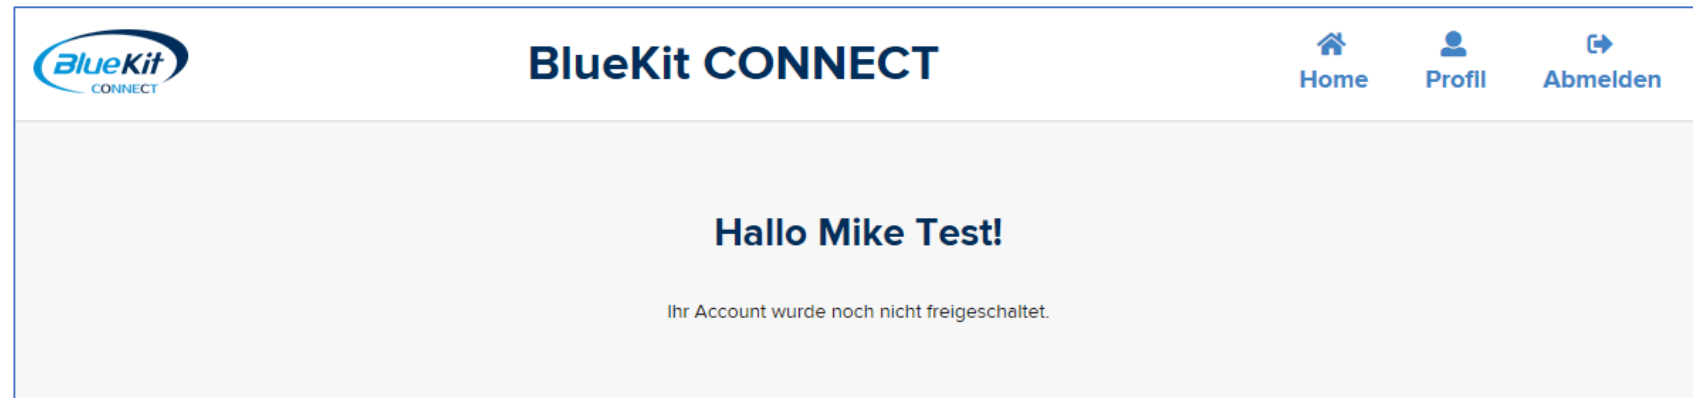 BlueKit
CONNECT
BlueKit CONNECT
Home
Profil
Abmelden
Hallo Mike Test!
Ihr Account wurde noch nicht freigeschaltet.